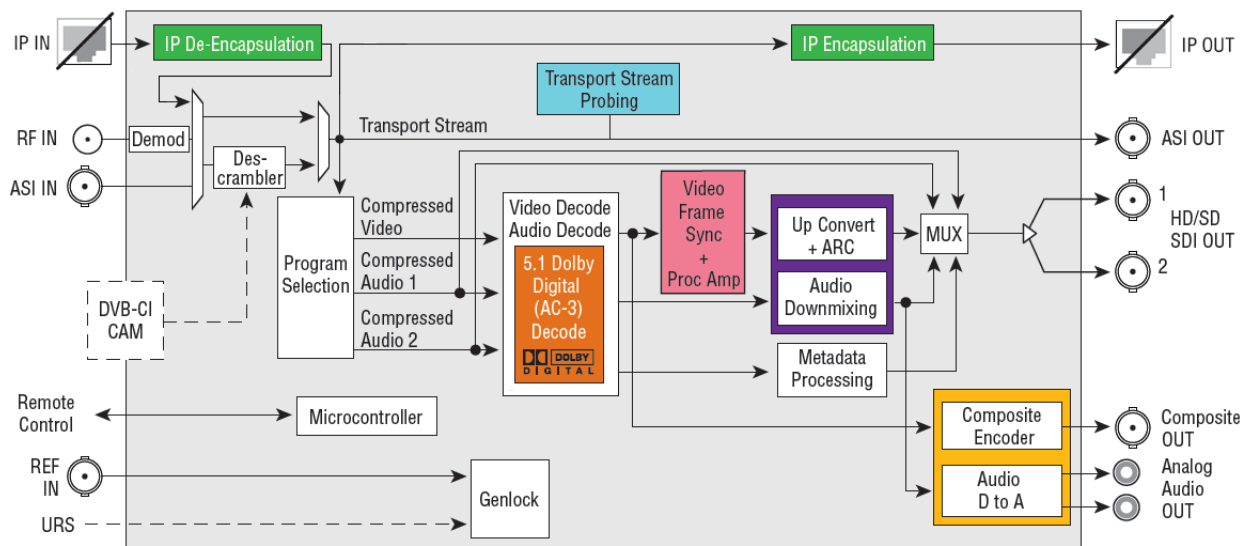 IP IN
IP De-Encapsulation
IP Encapsulation
IP OUT
Transport Stream
Probing
RF IN
Demod
Transport Stream
ASI OUT
ASI IN
Des-
crambler
Compressed
Video
Compressed
Audio 1
Compressed
Audio 2
Program
Selection
Video Decode
Audio Decode
5.1 Dolby
Digital
(AC-3)
Decode
DOLBY
DIGITAL
Video
Frame
Sync
+
Proc Amp
Up Convert
+ ARC
Audio
Downmixing
MUX
1
HD/SD
SDI OUT
2
DVB-CI
CAM
Metadata
Processing
Remote
Control
Microcontroller
Composite
Encoder
Composite
OUT
REF
IN
Genlock
Audio
D to A
Analog
Audio
OUT
URS